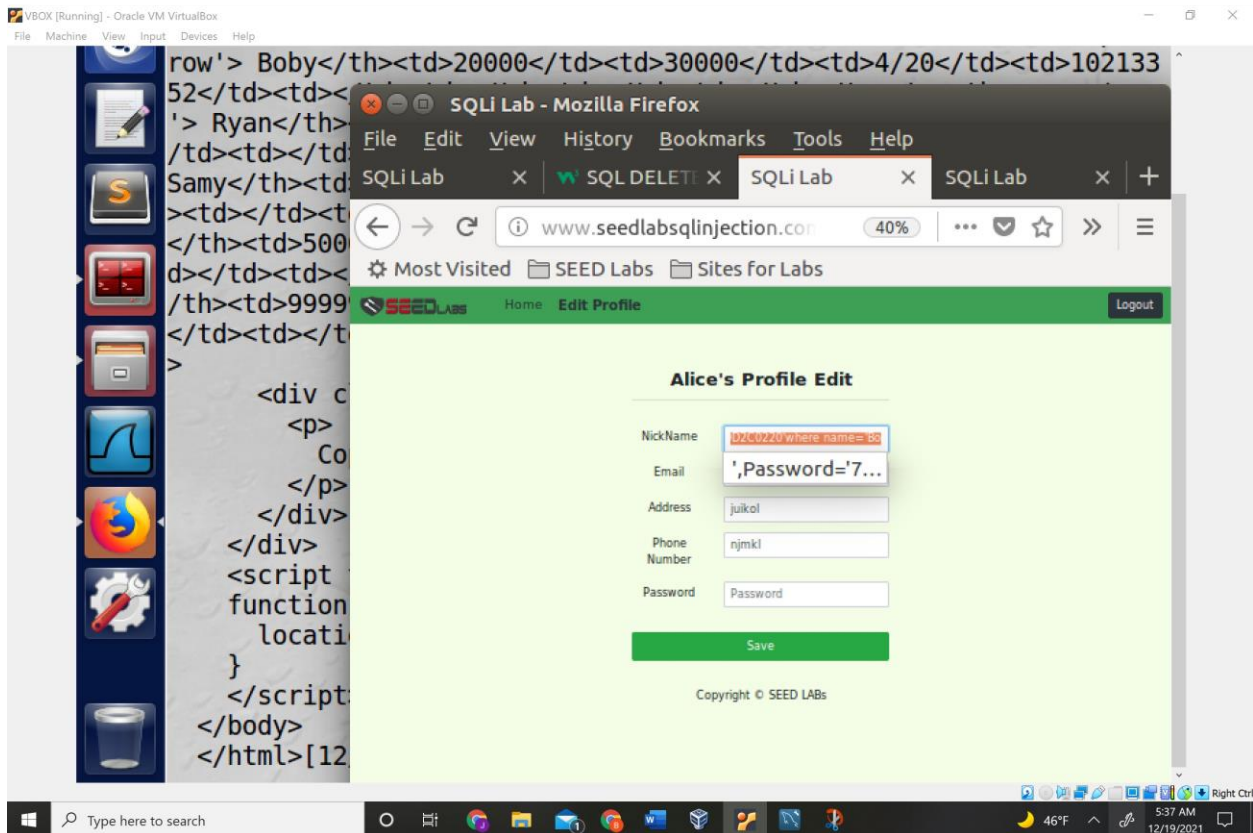 VBOX [Running] - Oracle VM VirtualBox
File Machine View Input Devices Help
row'> Boby</th><td>20000</td><td>30000</td><td>4/20</td><td>102133
52</td><td><
'> Ryan</th>
/td><td></td
Samy</th><td
><td></td><t
</th><td>500
d></td><td><
/th><td>9999
</td><td></t
>
<div c
<p>
Co
</p>
</div>
</div>
<script
function
locati
}
</script
</body>
</html>[12
SQLi Lab - Mozilla Firefox
File Edit View History Bookmarks Tools Help
SQLi Lab
SQL DELETE
SQLi Lab
SQLi Lab
www.seedlabsqlinjection.com
40%
Most Visited SEED Labs Sites for Labs
SEEDLABS Home Edit Profile Logout
Alice's Profile Edit
NickName D2C0220'where name='Bo
Email ',Password='7...
Address juikol
Phone Number njmkl
Password Password
Save
Copyright © SEED LABs
Right Ctrl
Type here to search
46°F
5:37 AM
12/19/2021